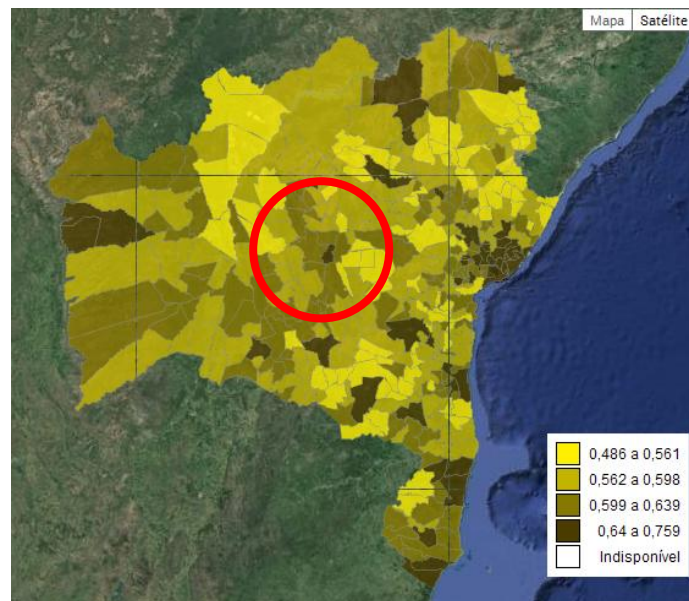 Mapa Satélite
0,486 a 0,561
0,562 a 0,598
0,599 a 0,639
0,64 a 0,759
Indisponível